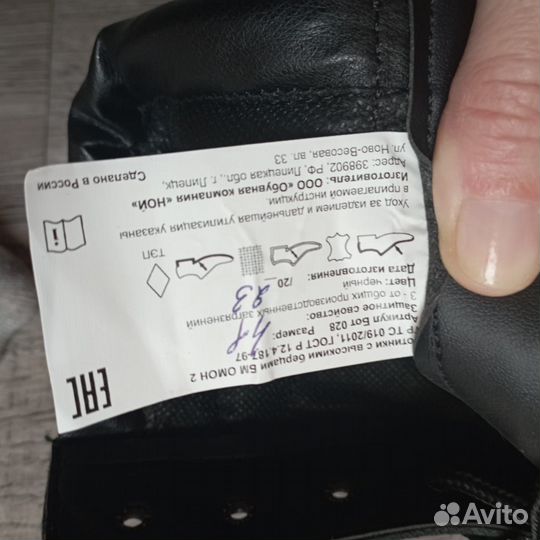 отинки с высокими берцами БМ ОМОН 2
ТР ТС 019/2011, ГОСТ Р 12.4.187-97
Артикул Бот 028 Размер:
Защитное свойство:
З - от общих производственных загрязнений
Цвет: черный
Дата изготовления: /20
23
ТЭП
Уход за изделием и дальнейшая утилизация указаны
в прилагаемой инструкции.
Изготовитель: ООО «Обувная компания «НОЙ»
Адрес: 398902, РФ, Липецкая обл., г. Липецк,
ул. Ново-Весовая, вл. 33
Сделано в России
EAC
Avito